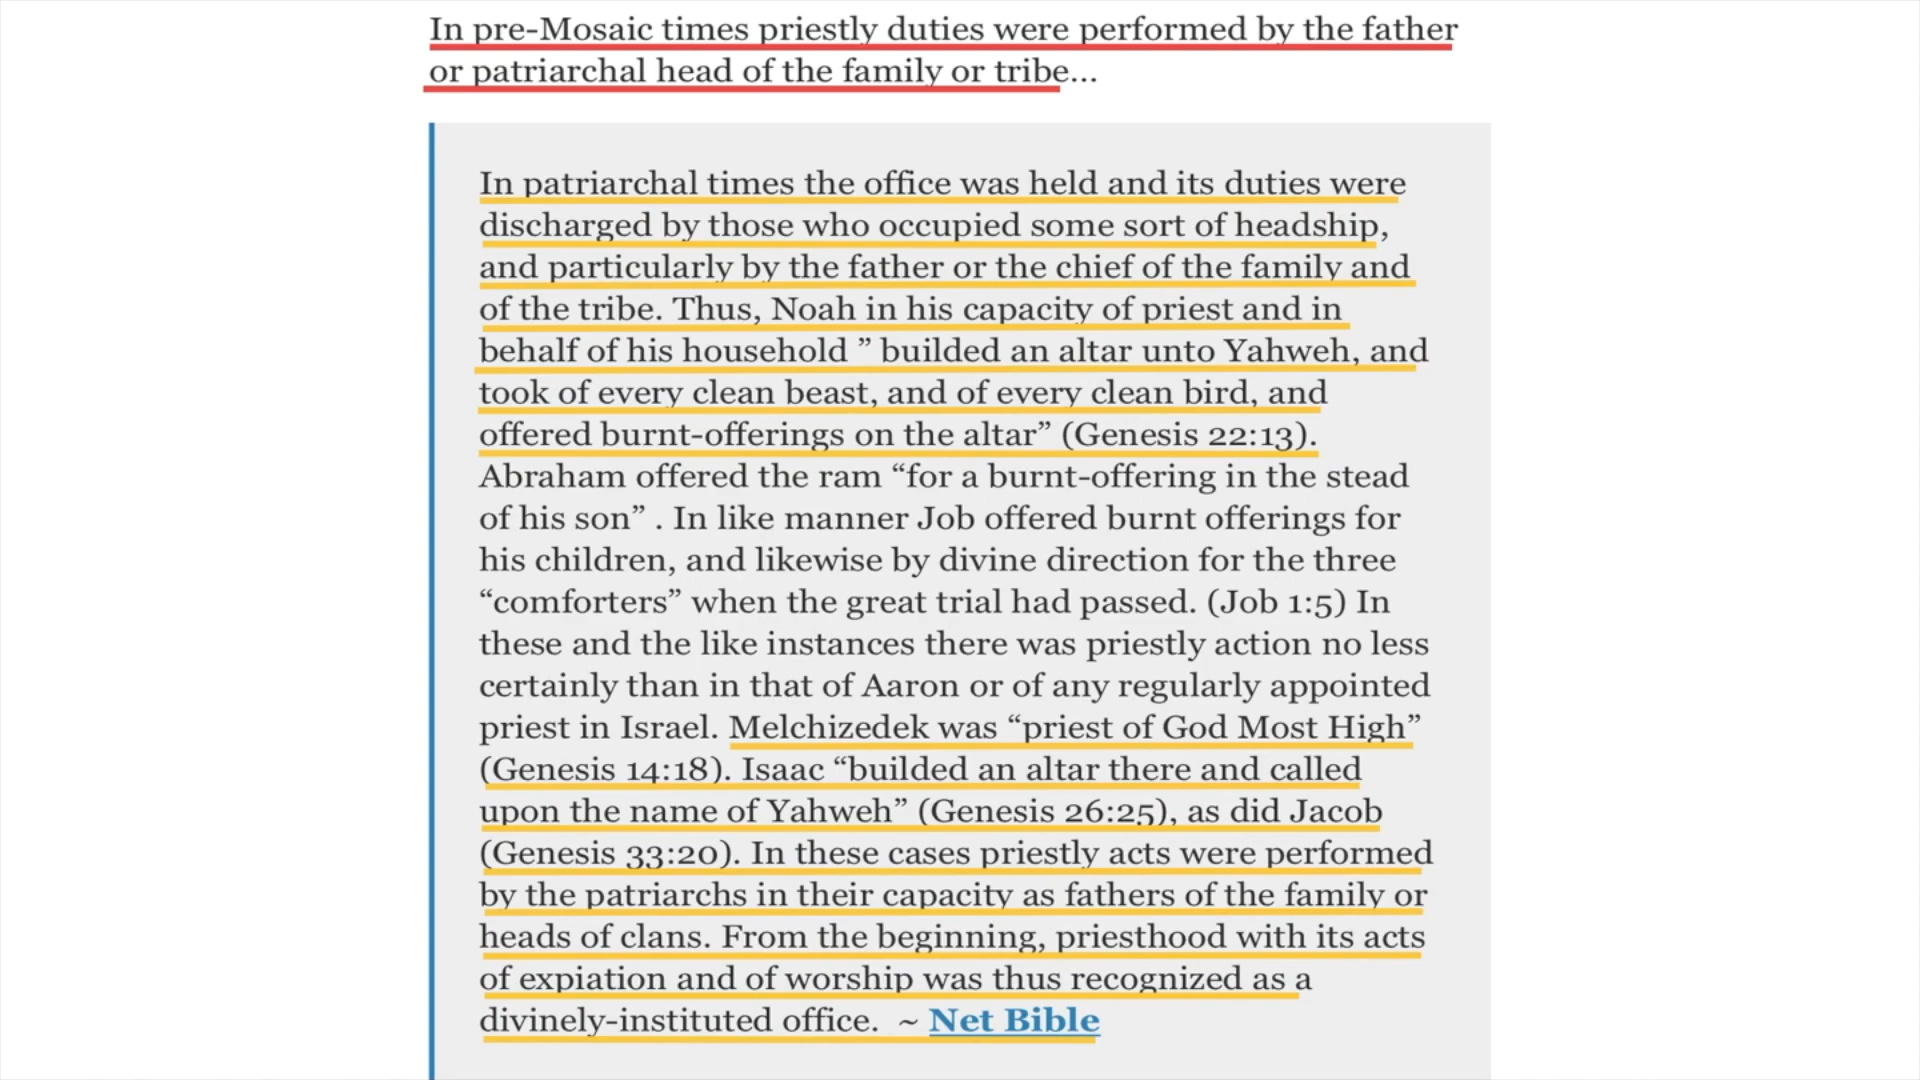 In pre-Mosaic times priestly duties were performed by the father
or patriarchal head of the family or tribe...
In patriarchal times the office was held and its duties were
discharged by those who occupied some sort of headship,
and particularly by the father or the chief of the family and
of the tribe. Thus, Noah in his capacity of priest and in
behalf of his household ” builded an altar unto Yahweh, and
took of every clean beast, and of every clean bird, and
offered burnt-offerings on the altar” (Genesis 22:13).
Abraham offered the ram “for a burnt-offering in the stead
of his son” . In like manner Job offered burnt offerings for
his children, and likewise by divine direction for the three
“comforters” when the great trial had passed. (Job 1:5) In
these and the like instances there was priestly action no less
certainly than in that of Aaron or of any regularly appointed
priest in Israel. Melchizedek was “priest of God Most High”
(Genesis 14:18). Isaac “builded an altar there and called
upon the name of Yahweh” (Genesis 26:25), as did Jacob
(Genesis 33:20). In these cases priestly acts were performed
by the patriarchs in their capacity as fathers of the family or
heads of clans. From the beginning, priesthood with its acts
of expiation and of worship was thus recognized as a
divinely-instituted office. ~ Net Bible